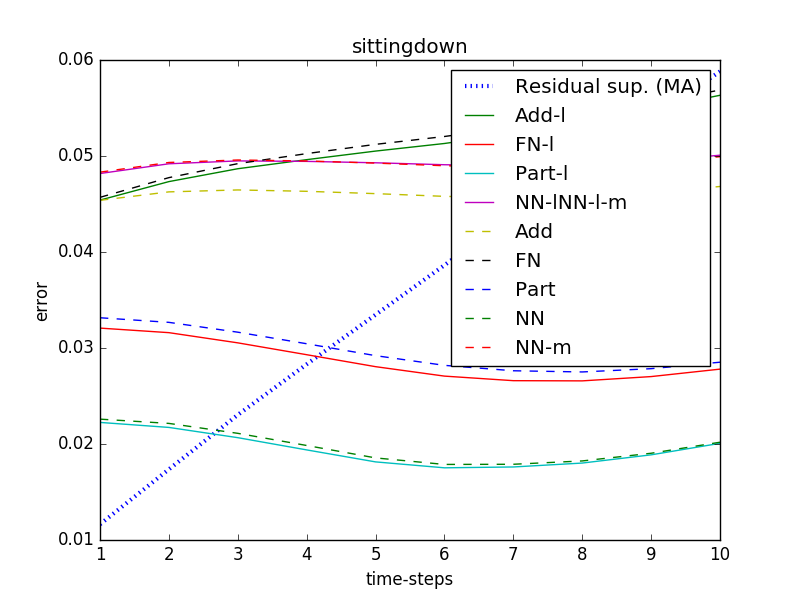 sittingdown
0.06
0.05
0.04
0.03
0.02
0.01
error
Residual sup. (MA)
Add-l
FN-l
Part-l
NN-lNN-l-m
Add
FN
Part
NN
NN-m
1 2 3 4 5 6 7 8 9 10
time-steps